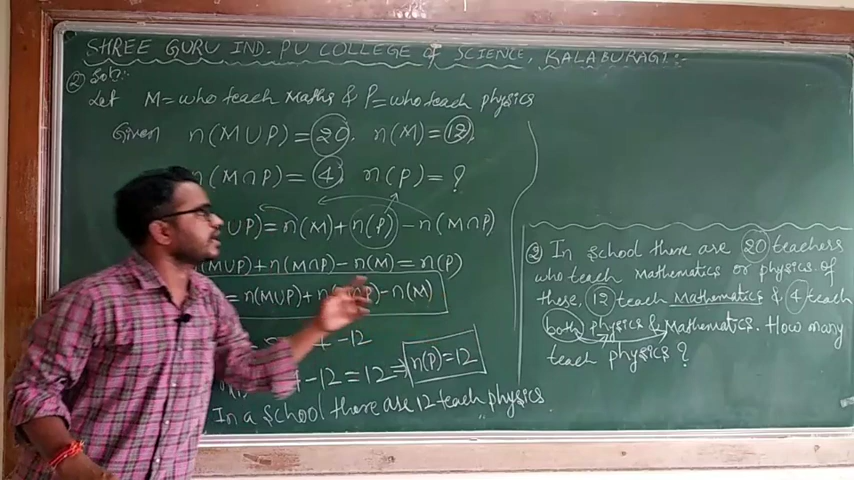 SHREE GURU IND. PU COLLEGE of SCIENCE, KALABURAGI :-
② Soln:-
Let M = who teach Maths & P = who teach physics
Given n(M∪P) = 20, n(M) = 12,
n(M∩P) = 4, n(P) = ?
∪P) = n(M) + n(P) - n(M∩P)
(M∪P) + n(M∩P) - n(M) = n(P)
= n(M∪P) + n( P) - n(M)
-12
-12 = 12 ⇒ n(P) = 12
In a School there are 12 teach physics
② In School there are 20 teachers
who teach mathematics or physics. of
these, 12 teach Mathematics & 4 teach
both physics & Mathematics. How many
teach physics ?